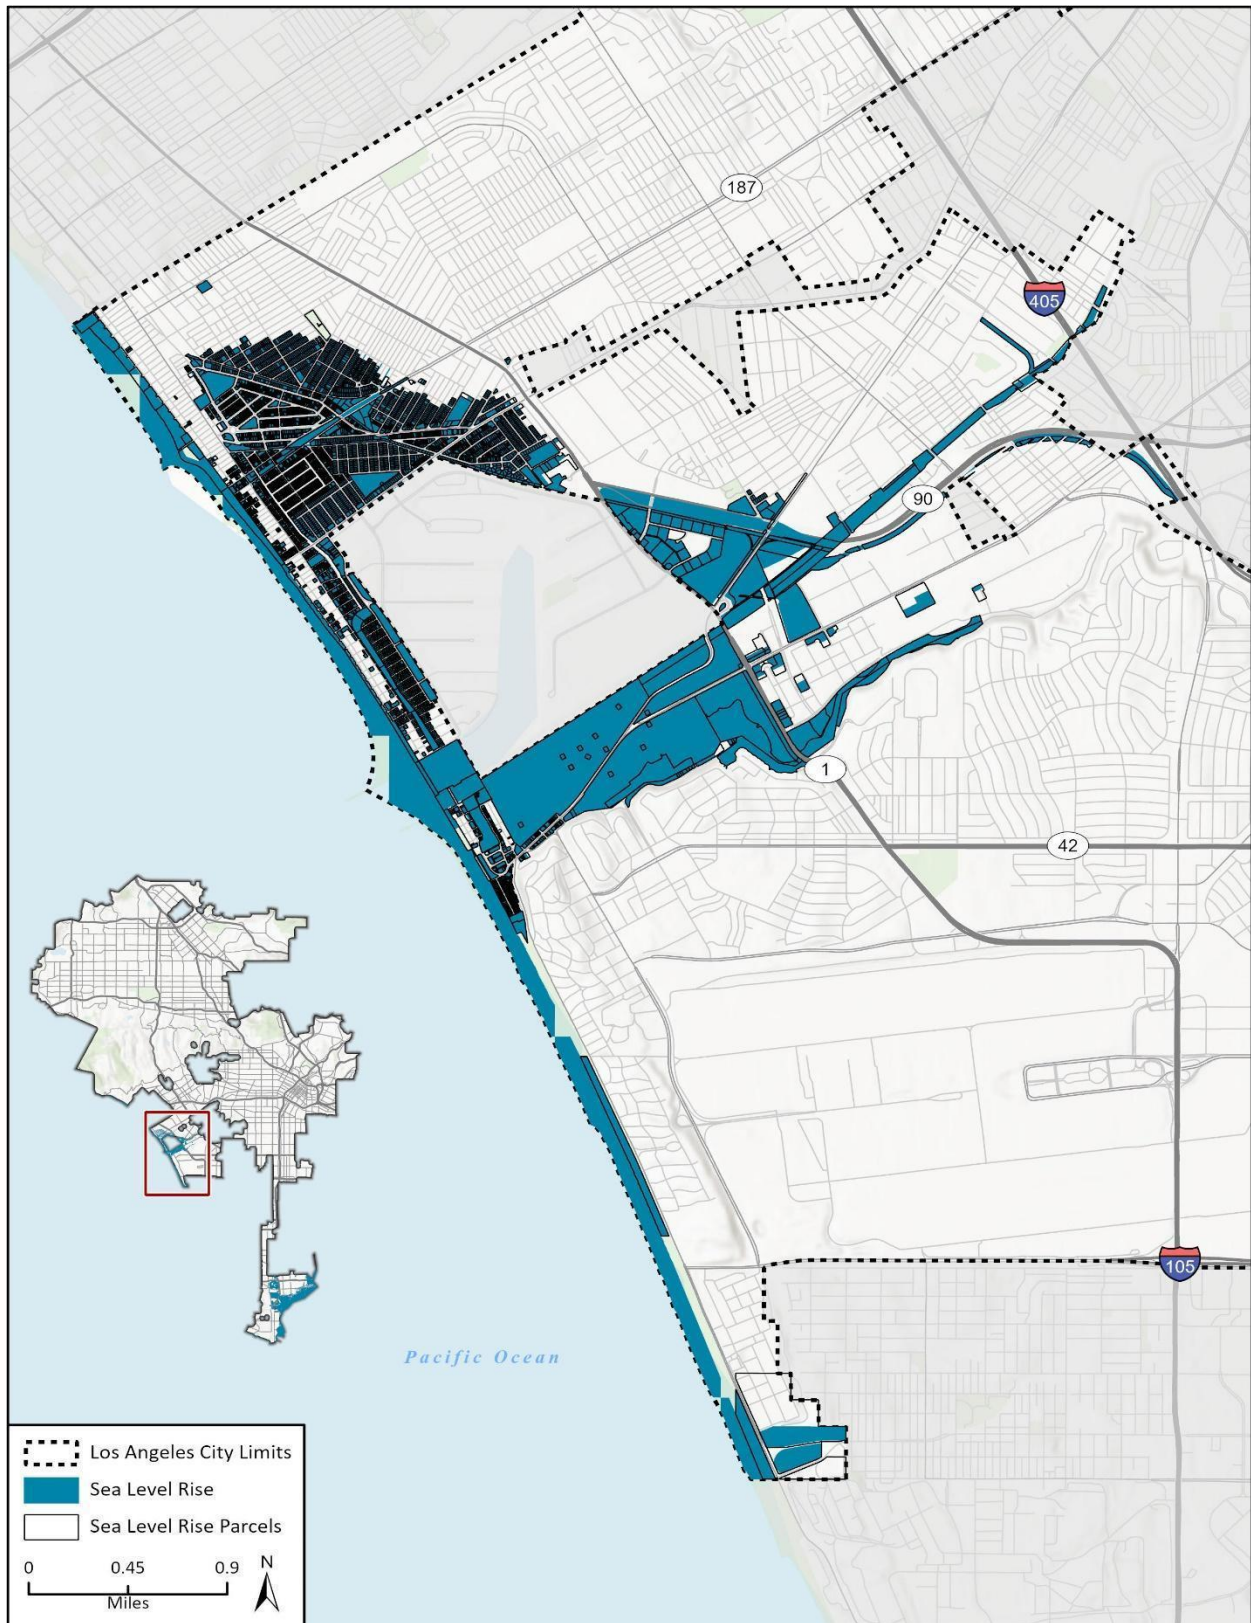 187
405
90
1
42
105
Pacific Ocean
Los Angeles City Limits
Sea Level Rise
Sea Level Rise Parcels
0 0.45 0.9
Miles
N